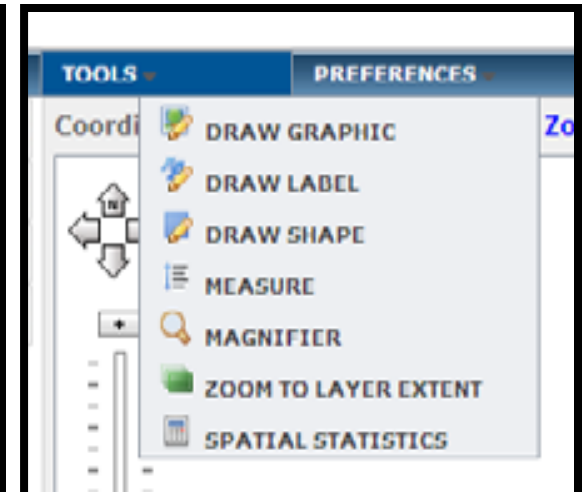 TOOLS PREFERENCES
Coordi Zo
DRAW GRAPHIC
N
DRAW LABEL
DRAW SHAPE
MEASURE
MAGNIFIER
ZOOM TO LAYER EXTENT
SPATIAL STATISTICS